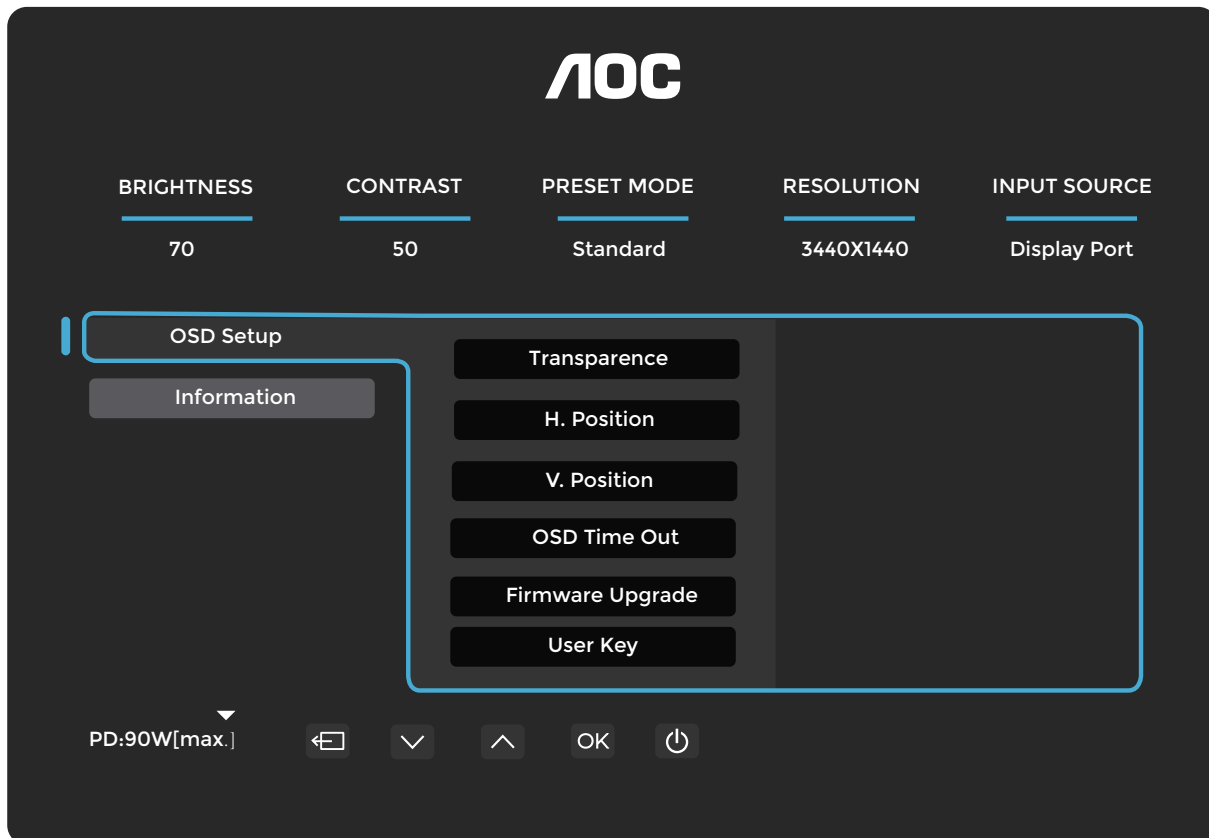 AOC
BRIGHTNESS CONTRAST PRESET MODE RESOLUTION INPUT SOURCE
70 50 Standard 3440X1440 Display Port
OSD Setup
Transparence
Information
H. Position
V. Position
OSD Time Out
Firmware Upgrade
User Key
PD:90W[max.]
OK